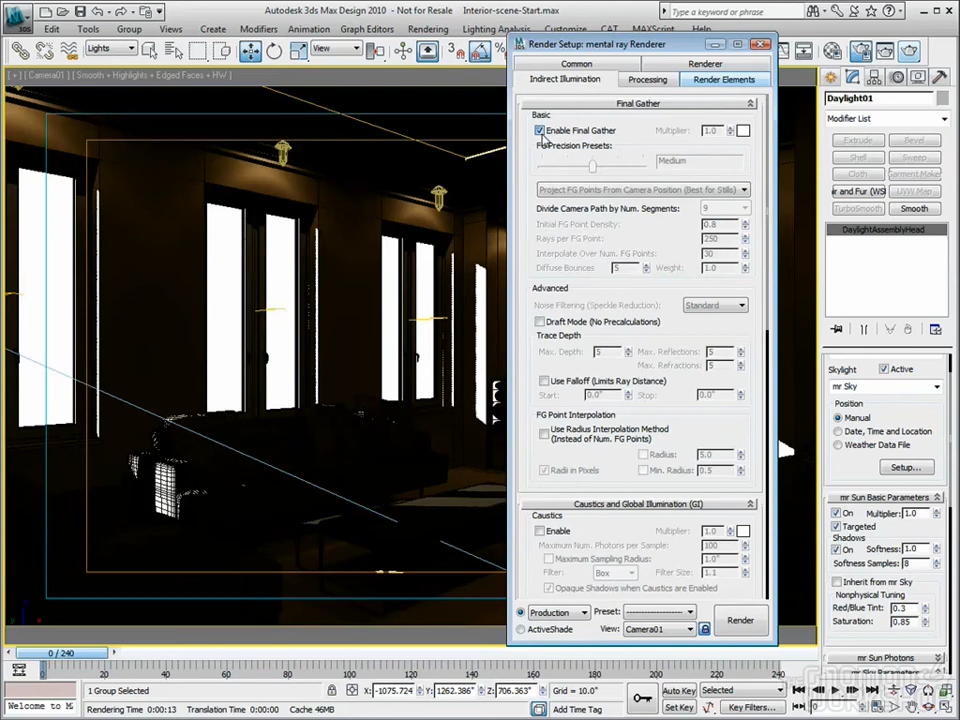 Autodesk 3ds Max Design 2010 - Not for Resale Interior-scene-Start.max
Type a keyword or phrase
Edit Tools Group Views Create Modifiers Animation Graph Editors Rendering Lighting Analysis Customize MAXScript Help
Lights View
[ + ] [ Camera01 ] [ Smooth + Highlights + Edged Faces + HW ]
Render Setup: mental ray Renderer
Common Renderer
Indirect Illumination Processing Render Elements
Final Gather
Basic
Enable Final Gather Multiplier: 1.0
FG Precision Presets:
Medium
Project FG Points From Camera Position (Best for Stills)
Divide Camera Path by Num. Segments: 9
Initial FG Point Density: 0.8
Rays per FG Point: 250
Interpolate Over Num. FG Points: 30
Diffuse Bounces 5 Weight: 1.0
Advanced
Noise Filtering (Speckle Reduction): Standard
Draft Mode (No Precalculations)
Trace Depth
Max. Depth: 5 Max. Reflections: 5
Max. Refractions: 5
Use Falloff (Limits Ray Distance)
Start: 0.0" Stop: 0.0"
FG Point Interpolation
Use Radius Interpolation Method
(Instead of Num. FG Points)
Radius: 5.0
Radii in Pixels Min. Radius: 0.5
Caustics and Global Illumination (GI)
Caustics
Enable Multiplier: 1.0
Maximum Num. Photons per Sample: 100
Maximum Sampling Radius: 1.0"
Filter: Box Filter Size: 1.1
Opaque Shadows when Caustics are Enabled
Production Preset: --------------------
ActiveShade View: Camera01 Render
Daylight01
Modifier List
Extrude Bevel
Shell Sweep
Cloth Garment Maker
ir and Fur (WS UVW Map
TurboSmooth Smooth
DaylightAssemblyHead
Skylight Active
mr Sky
Position
Manual
Date, Time and Location
Weather Data File
Setup...
mr Sun Basic Parameters
On Multiplier: 1.0
Targeted
Shadows
On Softness: 1.0
Softness Samples: 8
Inherit from mr Sky
Nonphysical Tuning
Red/Blue Tint: 0.3
Saturation: 0.85
mr Sun Photons
0 / 240
0 20 40 60 80 100 120 140 160 180 200 220 240
1 Group Selected X: -1075.724 Y: 1262.386" Z: 706.363" Grid = 10.0" Auto Key Selected
Welcome to M Rendering Time 0:00:13 Translation Time 0:00:00 Cache 46MB Add Time Tag Set Key Key Filters... 0